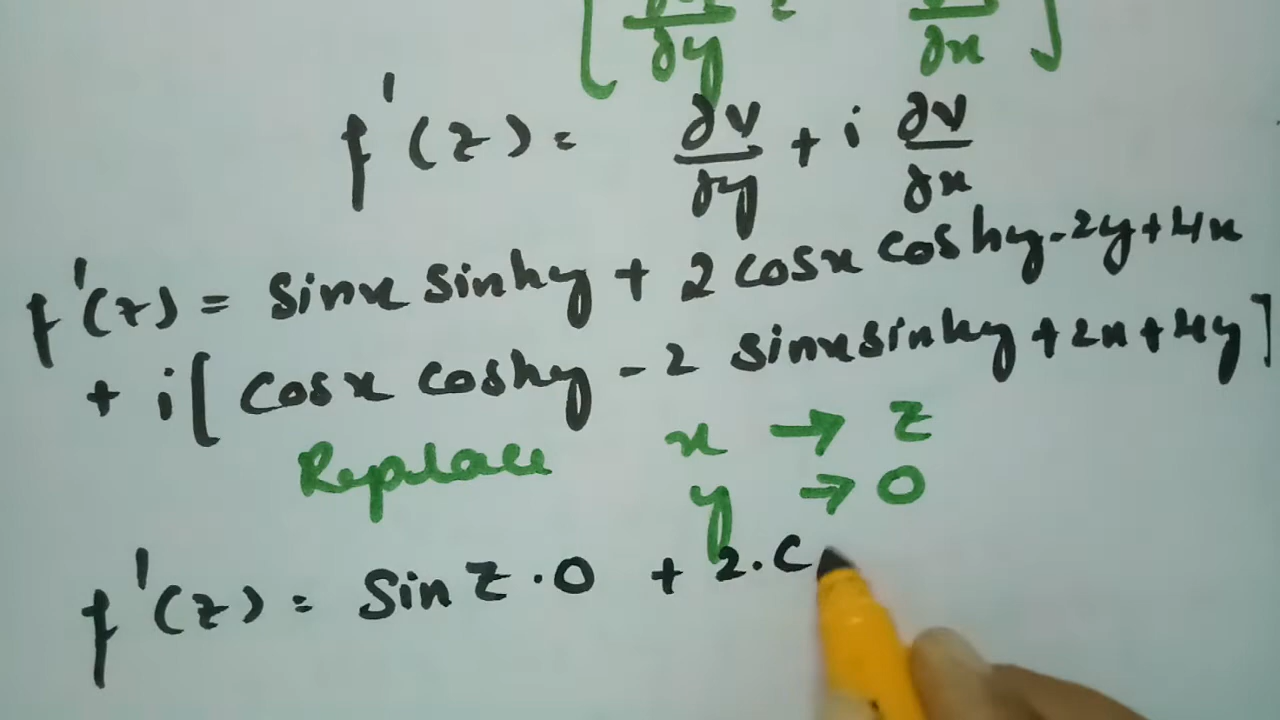 [ ∂y = ∂x ]
f'(z) = ∂v/∂y + i ∂v/∂x
f'(z) = sinx sinhy + 2 cosx coshy - 2y + 4x
+ i[ cosx coshy - 2 sinx sinhy + 2x + 4y ]
Replace x → z
y → 0
f'(z) = sin z . 0 + 2 . c